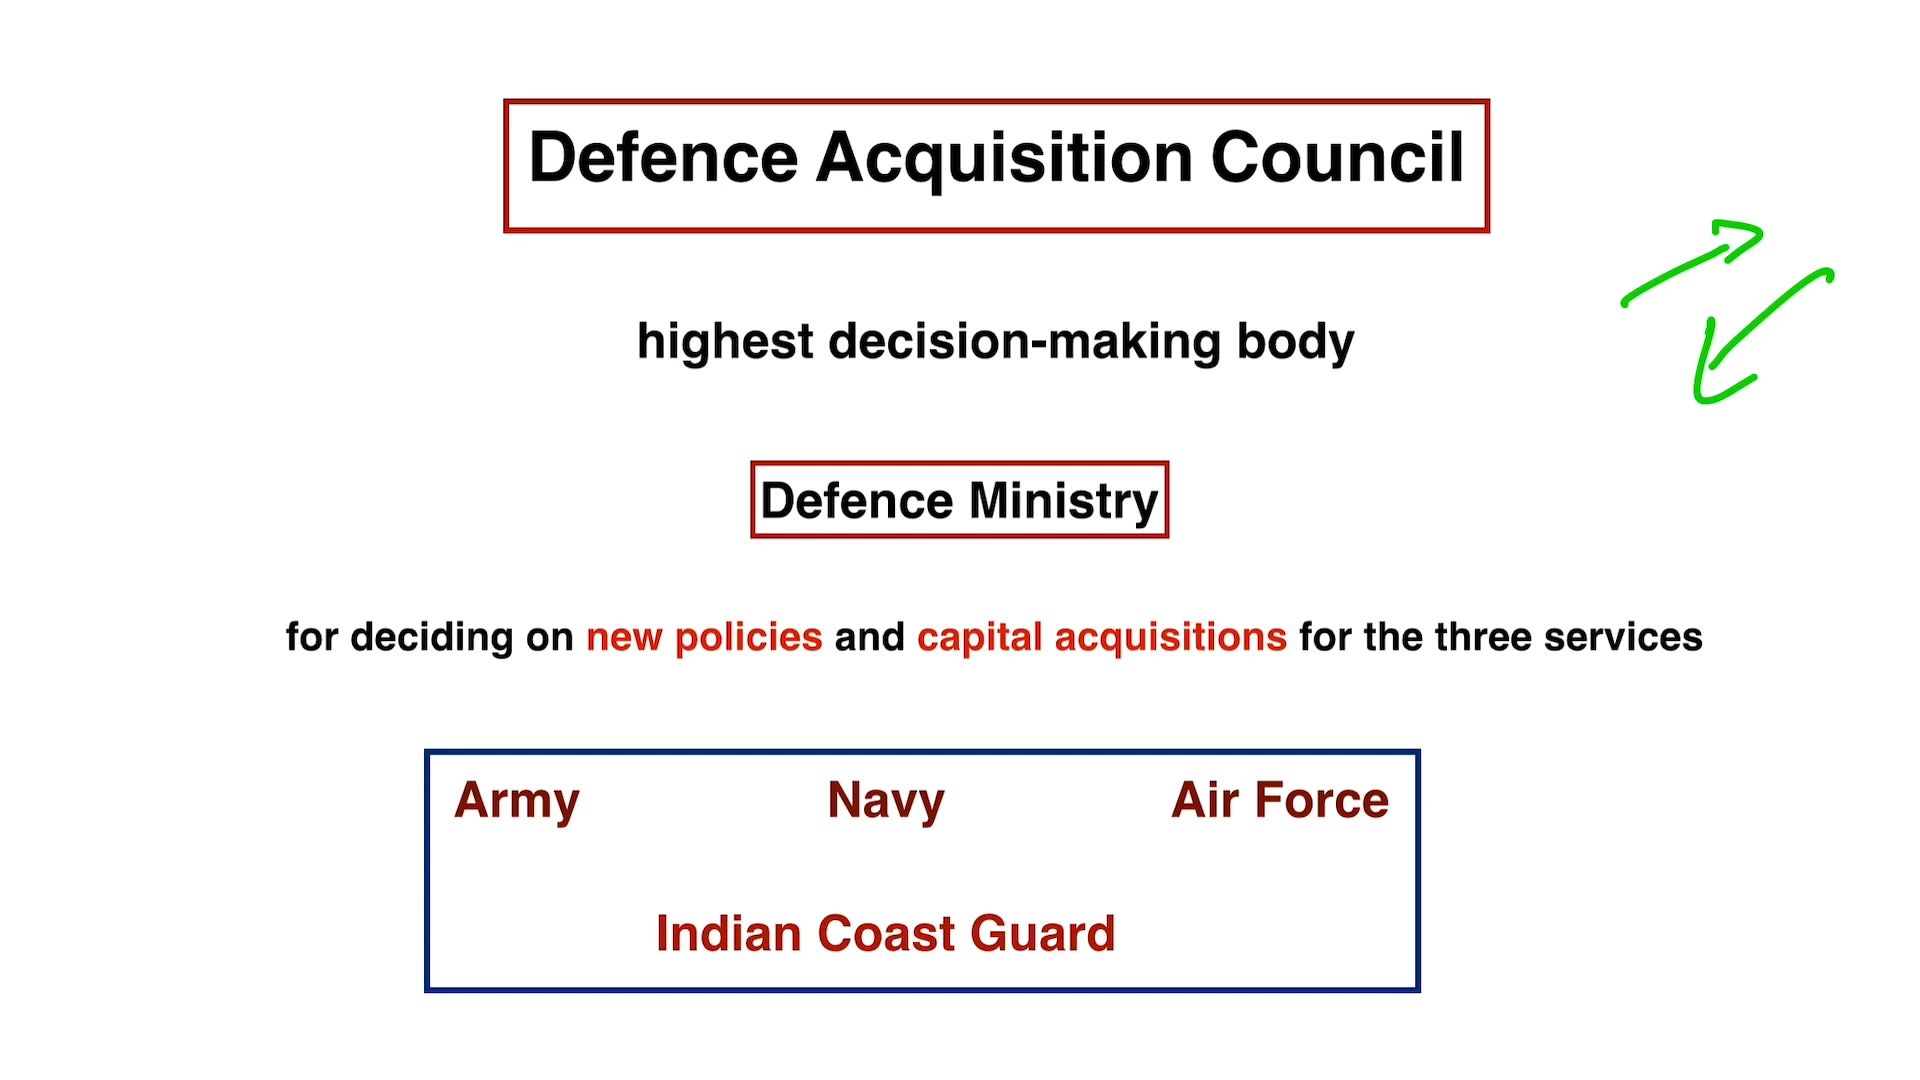 Defence Acquisition Council
highest decision-making body
Defence Ministry
for deciding on new policies and capital acquisitions for the three services
Army Navy Air Force
Indian Coast Guard